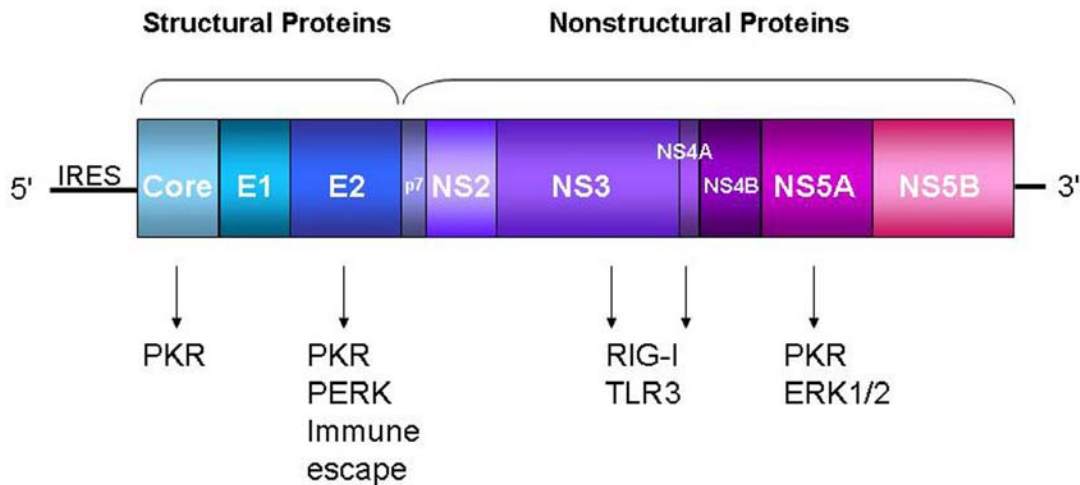 Structural Proteins
Nonstructural Proteins
5' IRES Core E1 E2 p7 NS2 NS3 NS4A NS4B NS5A NS5B 3'
PKR
PKR
PERK
Immune
escape
RIG-I
TLR3
PKR
ERK1/2